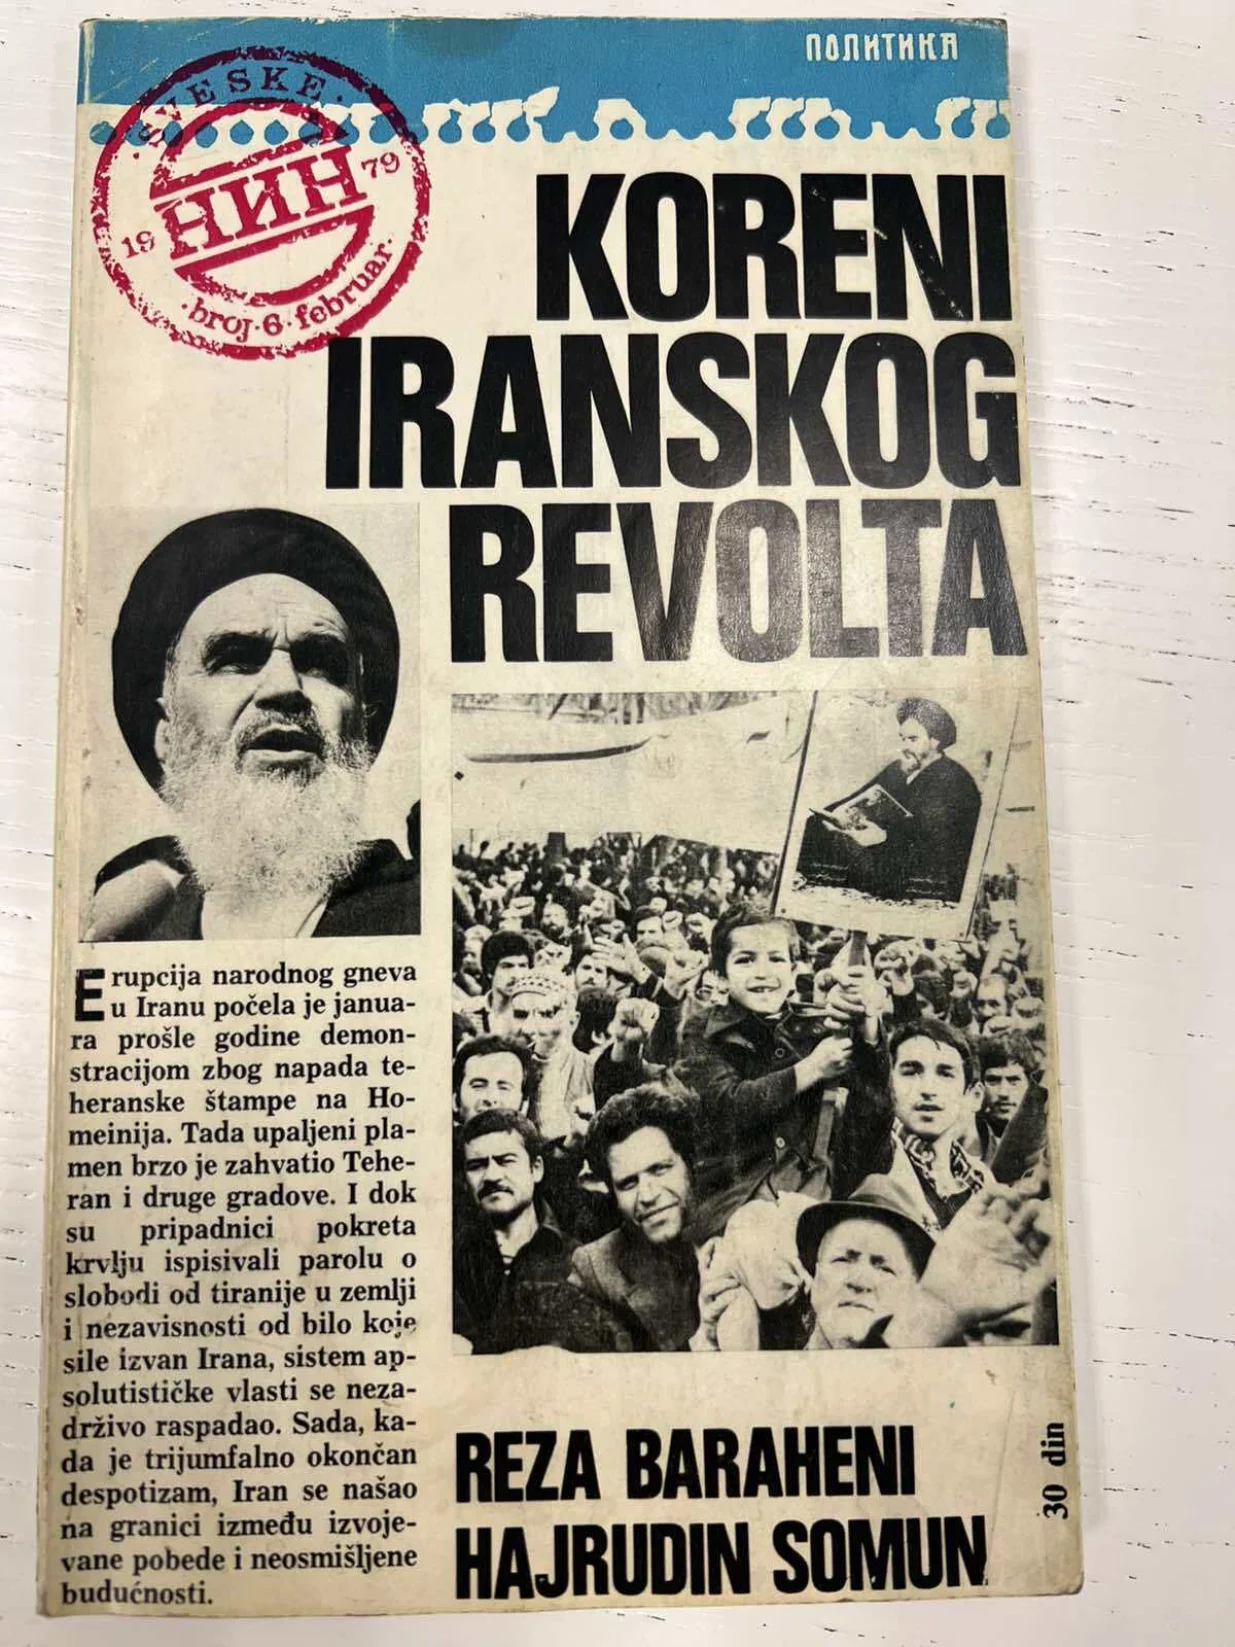 ПОЛИТИКА
·SVESKE·
НИН
19 79
·broj·6·februar·
KORENI
IRANSKOG
REVOLTA
Erupcija narodnog gneva
u Iranu počela je janua-
ra prošle godine demon-
stracijom zbog napada te-
heranske štampe na Ho-
meinija. Tada upaljeni pla-
men brzo je zahvatio Tehe-
ran i druge gradove. I dok
su pripadnici pokreta
krvlju ispisivali parolu o
slobodi od tiranije u zemlji
i nezavisnosti od bilo koje
sile izvan Irana, sistem ap-
solutističke vlasti se neza-
drživo raspadao. Sada, ka-
da je trijumfalno okončan
despotizam, Iran se našao
na granici između izvoje-
vane pobede i neosmišljene
budućnosti.
REZA BARAHENI
HAJRUDIN SOMUN
30 din